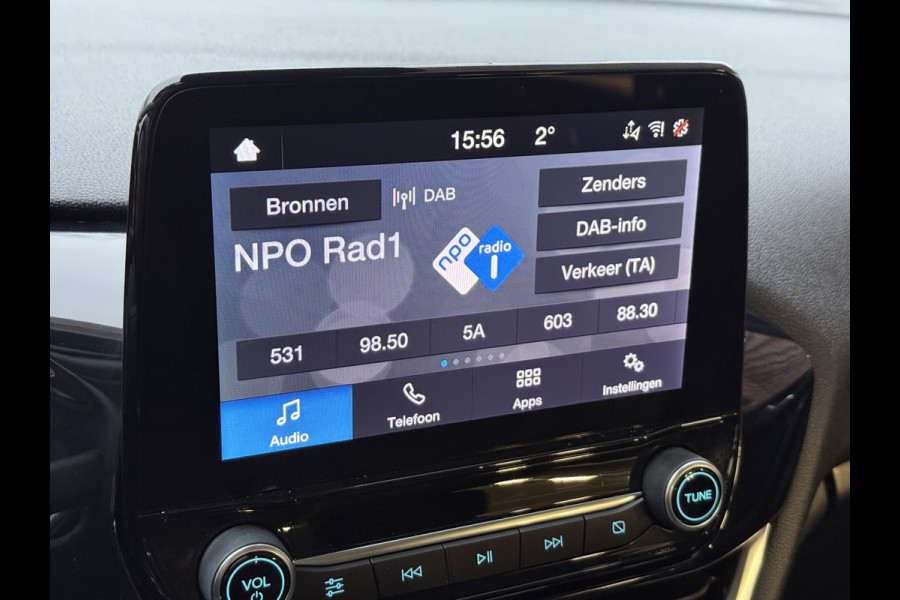 15:56 2°
Bronnen DAB Zenders
DAB-info
NPO Rad1
npo radio 1
Verkeer (TA)
531 98.50 5A 603 88.30
Audio Telefoon Apps Instellingen
TUNE
VOL